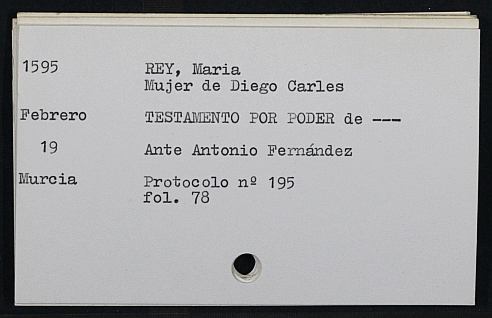 1595 REY, Maria
Mujer de Diego Carles
Febrero TESTAMENTO POR PODER de ---
19 Ante Antonio Fernández
Murcia Protocolo nº 195
fol. 78